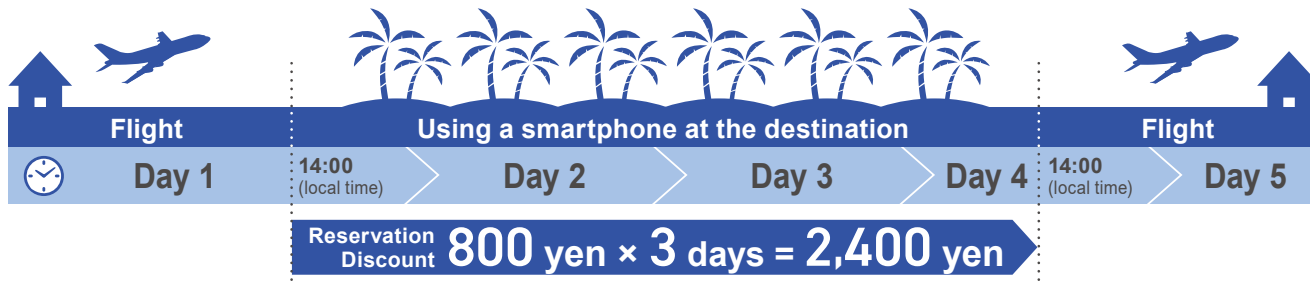 Flight
Using a smartphone at the destination
Flight
Day 1
14:00
(local time)
Day 2
Day 3
Day 4
14:00
(local time)
Day 5
Reservation
Discount
800 yen × 3 days = 2,400 yen